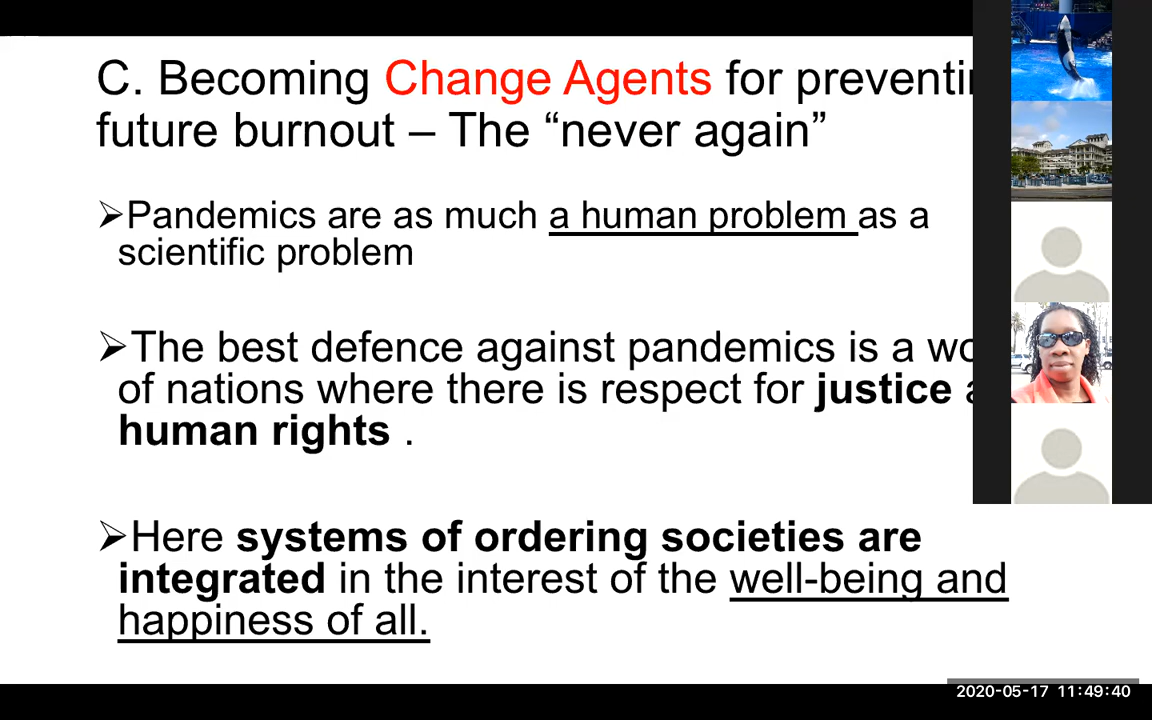 C. Becoming Change Agents for
future burnout – The “never again”
➢Pandemics are as much a human problem as a
scientific problem
➢The best defence against pandemics is a
of nations where there is respect for justice
human rights .
➢Here systems of ordering societies are
integrated in the interest of the well-being and
happiness of all.
2020-05-17 11:49:40